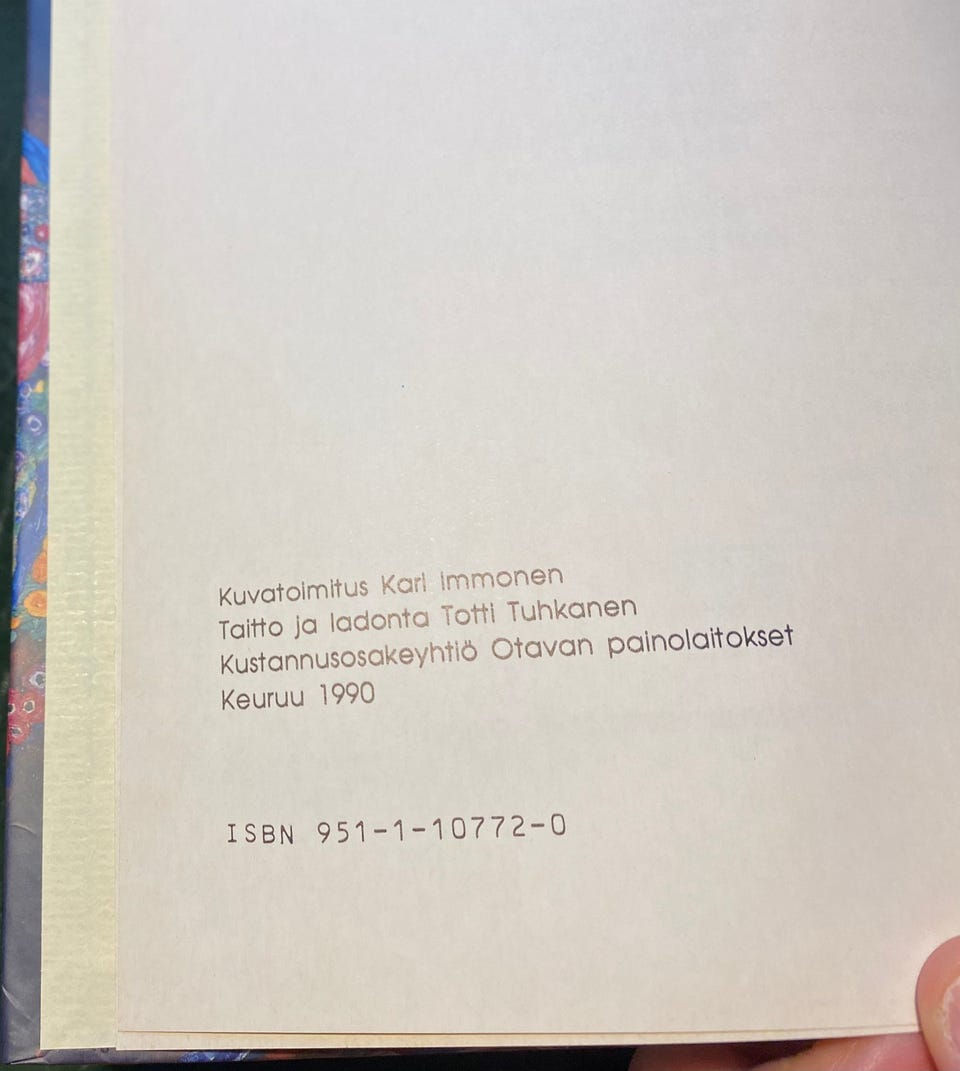 Kuvatoimitus Kari Immonen
Taitto ja ladonta Totti Tuhkanen
Kustannusosakeyhtiö Otavan painolaitokset
Keuruu 1990
ISBN 951-1-10772-0